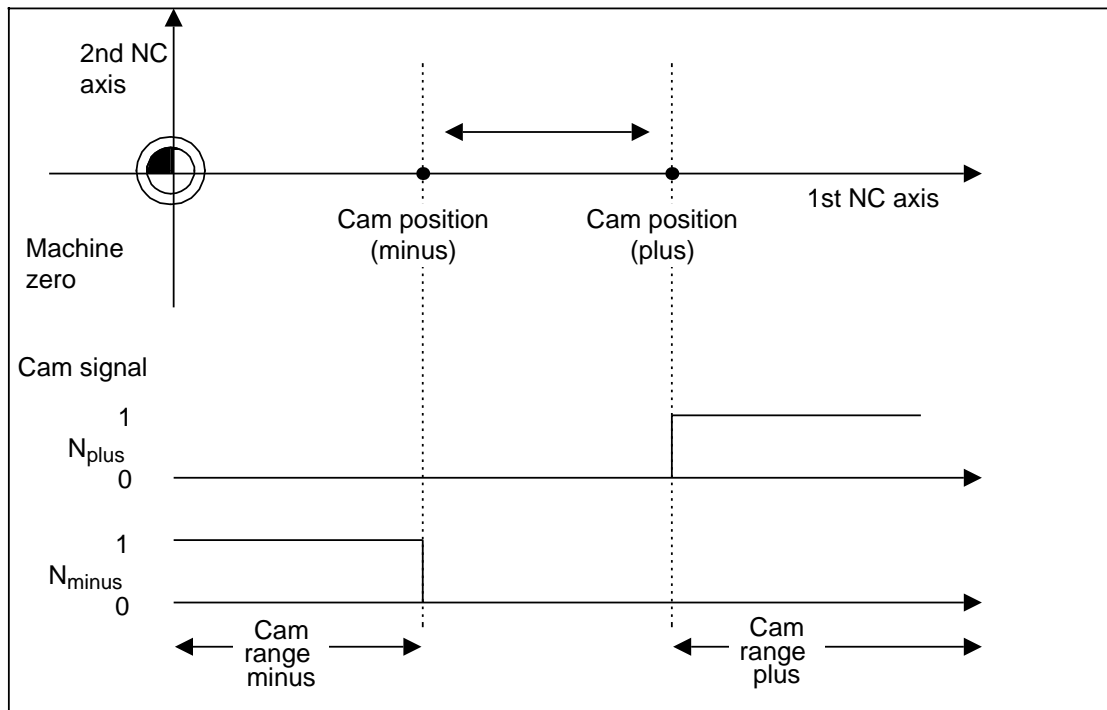 2nd NC
axis
1st NC axis
Cam position
(minus)
Cam position
(plus)
Machine
zero
Cam signal
1
Nplus
0
1
Nminus
0
Cam
range
minus
Cam
range
plus